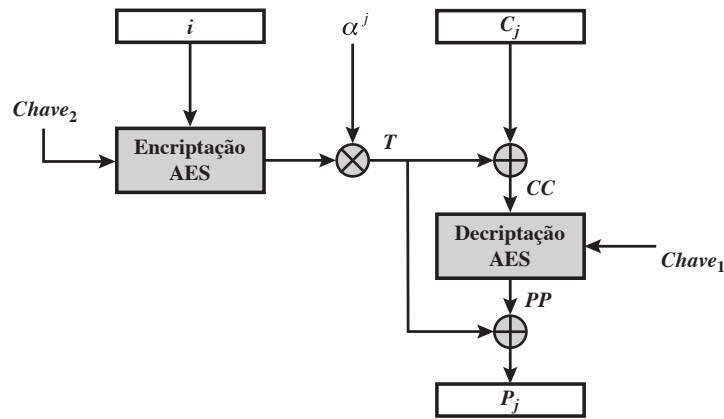 i
α^j
C_j
Chave₂
Encriptação
AES
T
CC
Decriptação
AES
Chave₁
PP
P_j